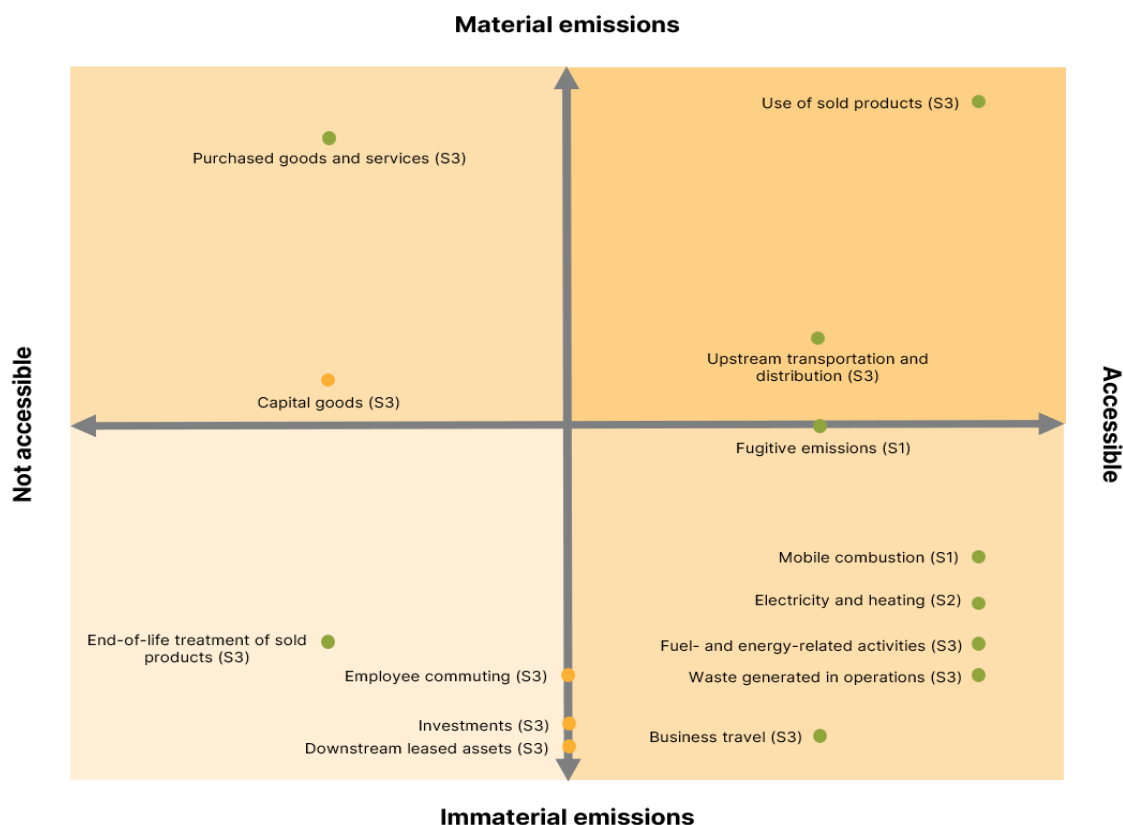 Material emissions
Use of sold products (S3)
Purchased goods and services (S3)
Upstream transportation and
distribution (S3)
Capital goods (S3)
Not accessible
Accessible
Fugitive emissions (S1)
Mobile combustion (S1)
Electricity and heating (S2)
End-of-life treatment of sold
products (S3)
Fuel- and energy-related activities (S3)
Employee commuting (S3)
Waste generated in operations (S3)
Investments (S3)
Business travel (S3)
Downstream leased assets (S3)
Immaterial emissions